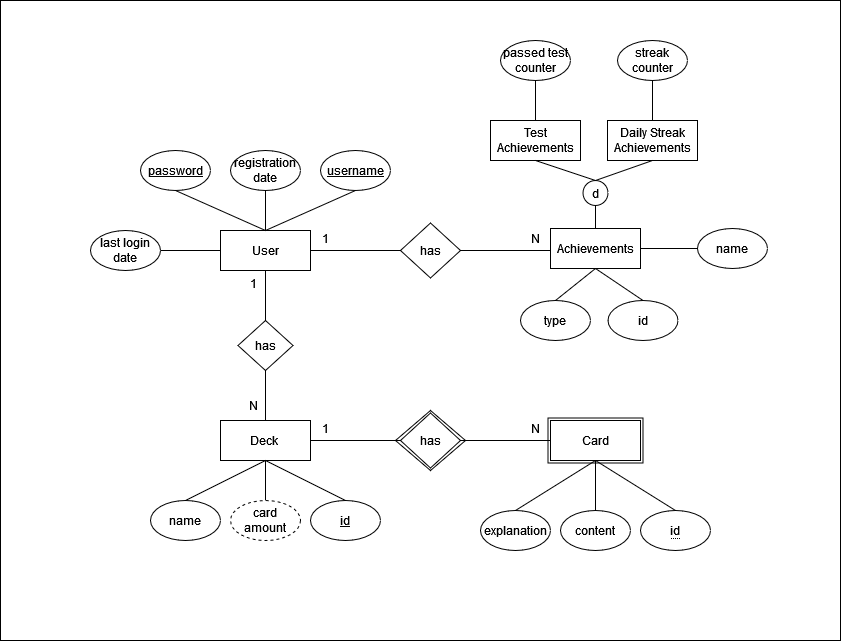 passed test
counter
streak
counter
Test
Achievements
Daily Streak
Achievements
password
registration
date
username
d
last login
date
User
1
has
N
Achievements
name
1
type
id
has
N
Deck
1
has
N
Card
name
card
amount
id
explanation
content
id